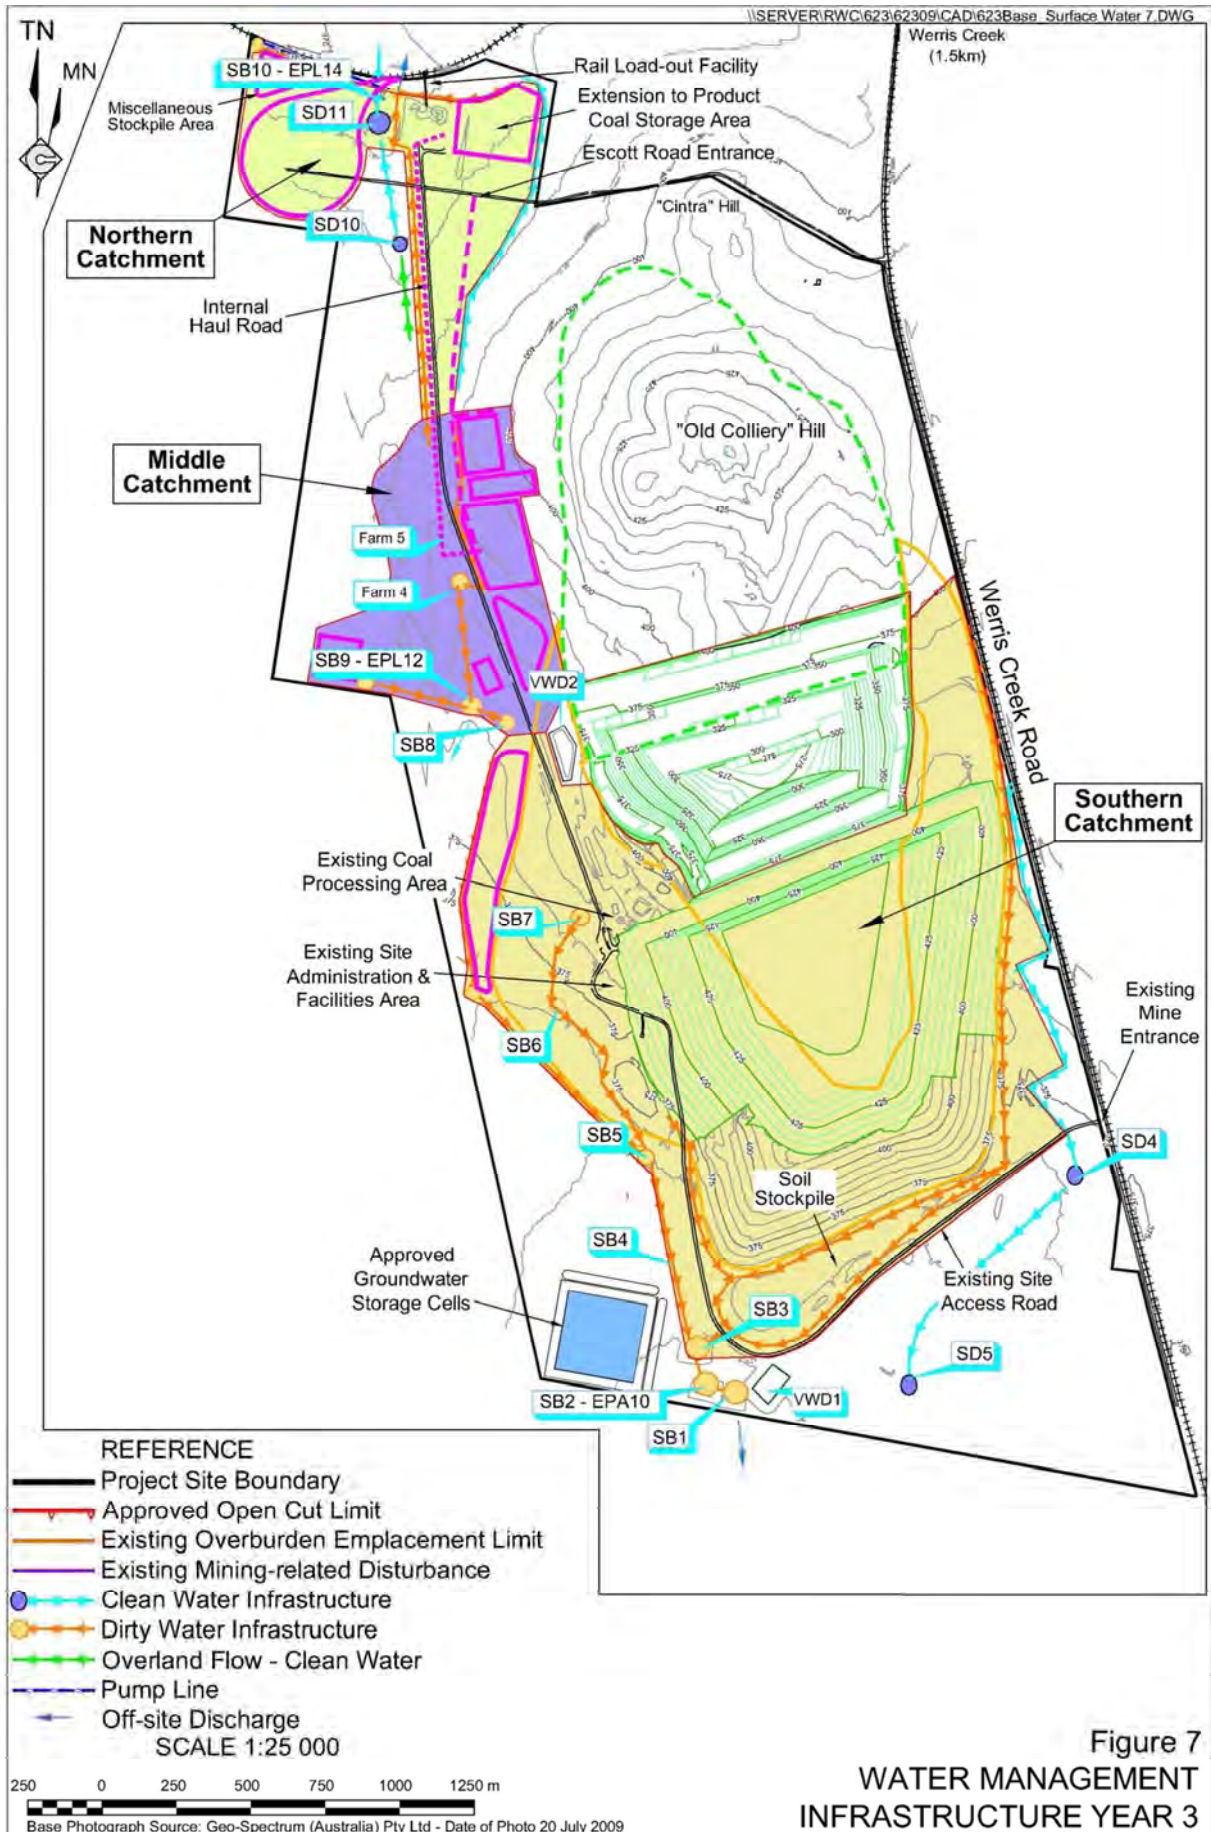 \\SERVER\RWC\623\62309\CAD\623Base_Surface Water 7.DWG
TN
MN
Werris Creek
(1.5km)
SB10 - EPL14
Rail Load-out Facility
Miscellaneous
Stockpile Area
SD11
Extension to Product
Coal Storage Area
Escott Road Entrance
"Cintra" Hill
Northern
Catchment
SD10
Internal
Haul Road
"Old Colliery" Hill
Middle
Catchment
Farm 5
Farm 4
SB9 - EPL12
VWD2
SB8
Werris Creek Road
Southern
Catchment
Existing Coal
Processing Area
SB7
Existing Site
Administration &
Facilities Area
SB6
Existing
Mine
Entrance
SB5
SD4
Soil
Stockpile
SB4
Approved
Groundwater
Storage Cells
Existing Site
Access Road
SB3
SD5
SB2 - EPA10
VWD1
SB1
REFERENCE
Project Site Boundary
Approved Open Cut Limit
Existing Overburden Emplacement Limit
Existing Mining-related Disturbance
Clean Water Infrastructure
Dirty Water Infrastructure
Overland Flow - Clean Water
Pump Line
Off-site Discharge
SCALE 1:25 000
250 0 250 500 750 1000 1250 m
Base Photograph Source: Geo-Spectrum (Australia) Pty Ltd - Date of Photo 20 July 2009
Figure 7
WATER MANAGEMENT
INFRASTRUCTURE YEAR 3